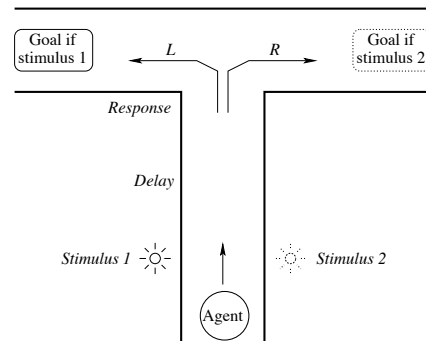 Goal if
stimulus 1
L
R
Goal if
stimulus 2
Response
Delay
Stimulus 1
Stimulus 2
Agent